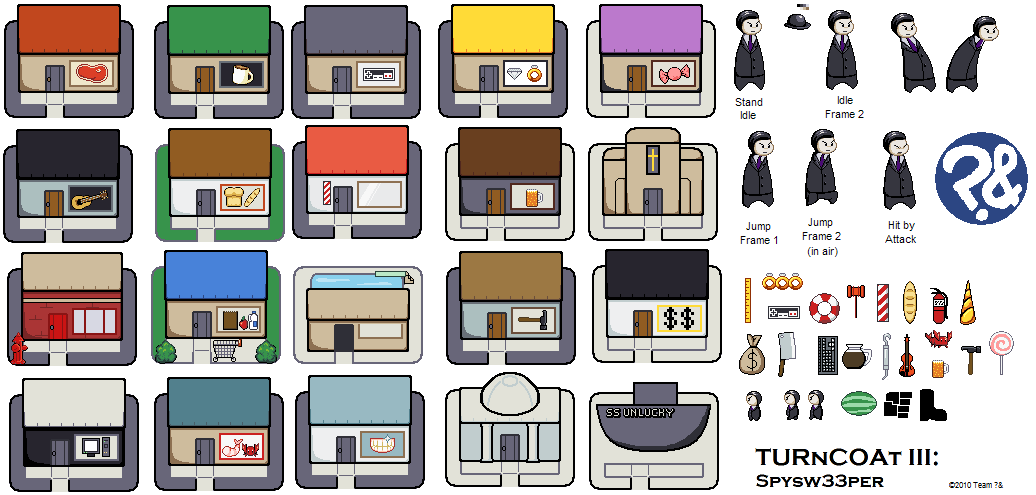 Stand
Idle
Idle
Frame 2
?&
Jump
Frame 1
Jump
Frame 2
(in air)
Hit by
Attack
$ $
SS UNLUCKY
TURnCOAt III:
Spysw33per
©2010 Team ?&